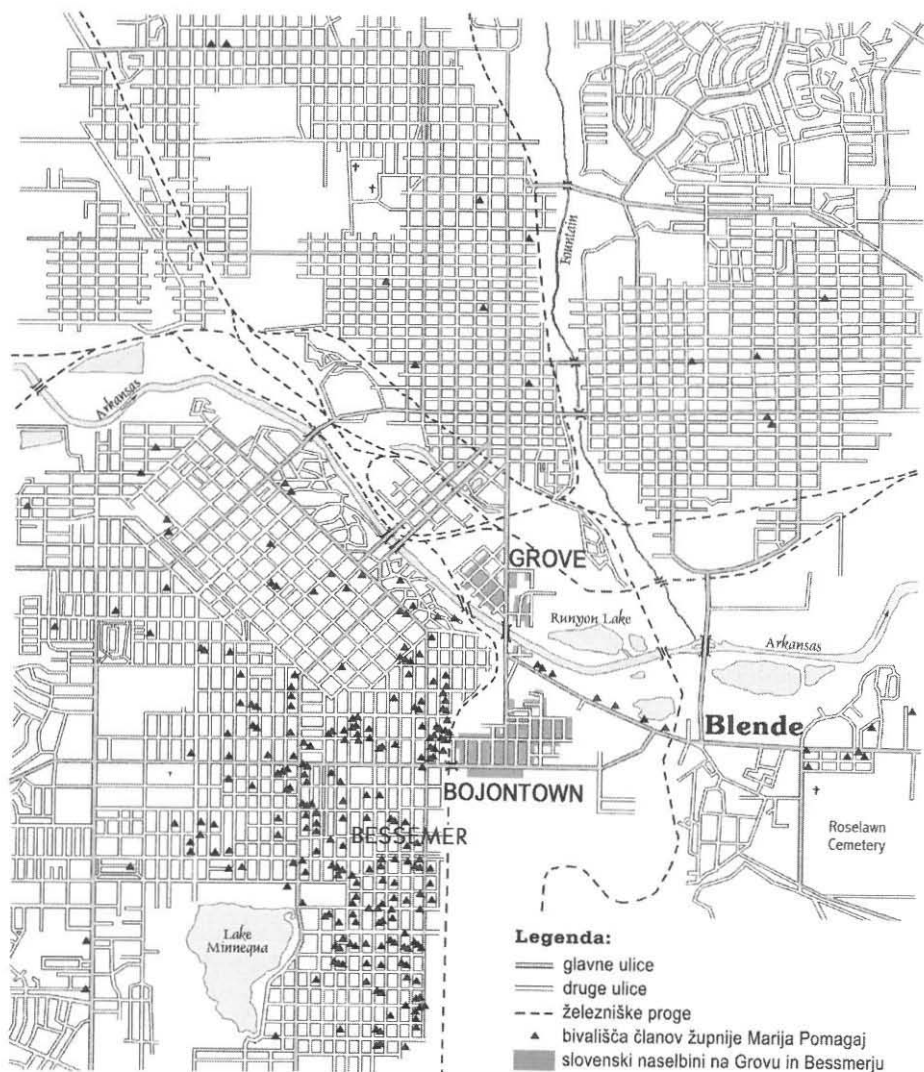 Fountain
Arkansas
GROVE
Runyon Lake
Arkansas
Blende
BOJONTOWN
BESSEMER
Roselawn
Cemetery
Lake
Minnequa
Legenda:
glavne ulice
druge ulice
železniške proge
bivališča članov župnije Marija Pomagaj
slovenski naselbini na Grovu in Bessmerju